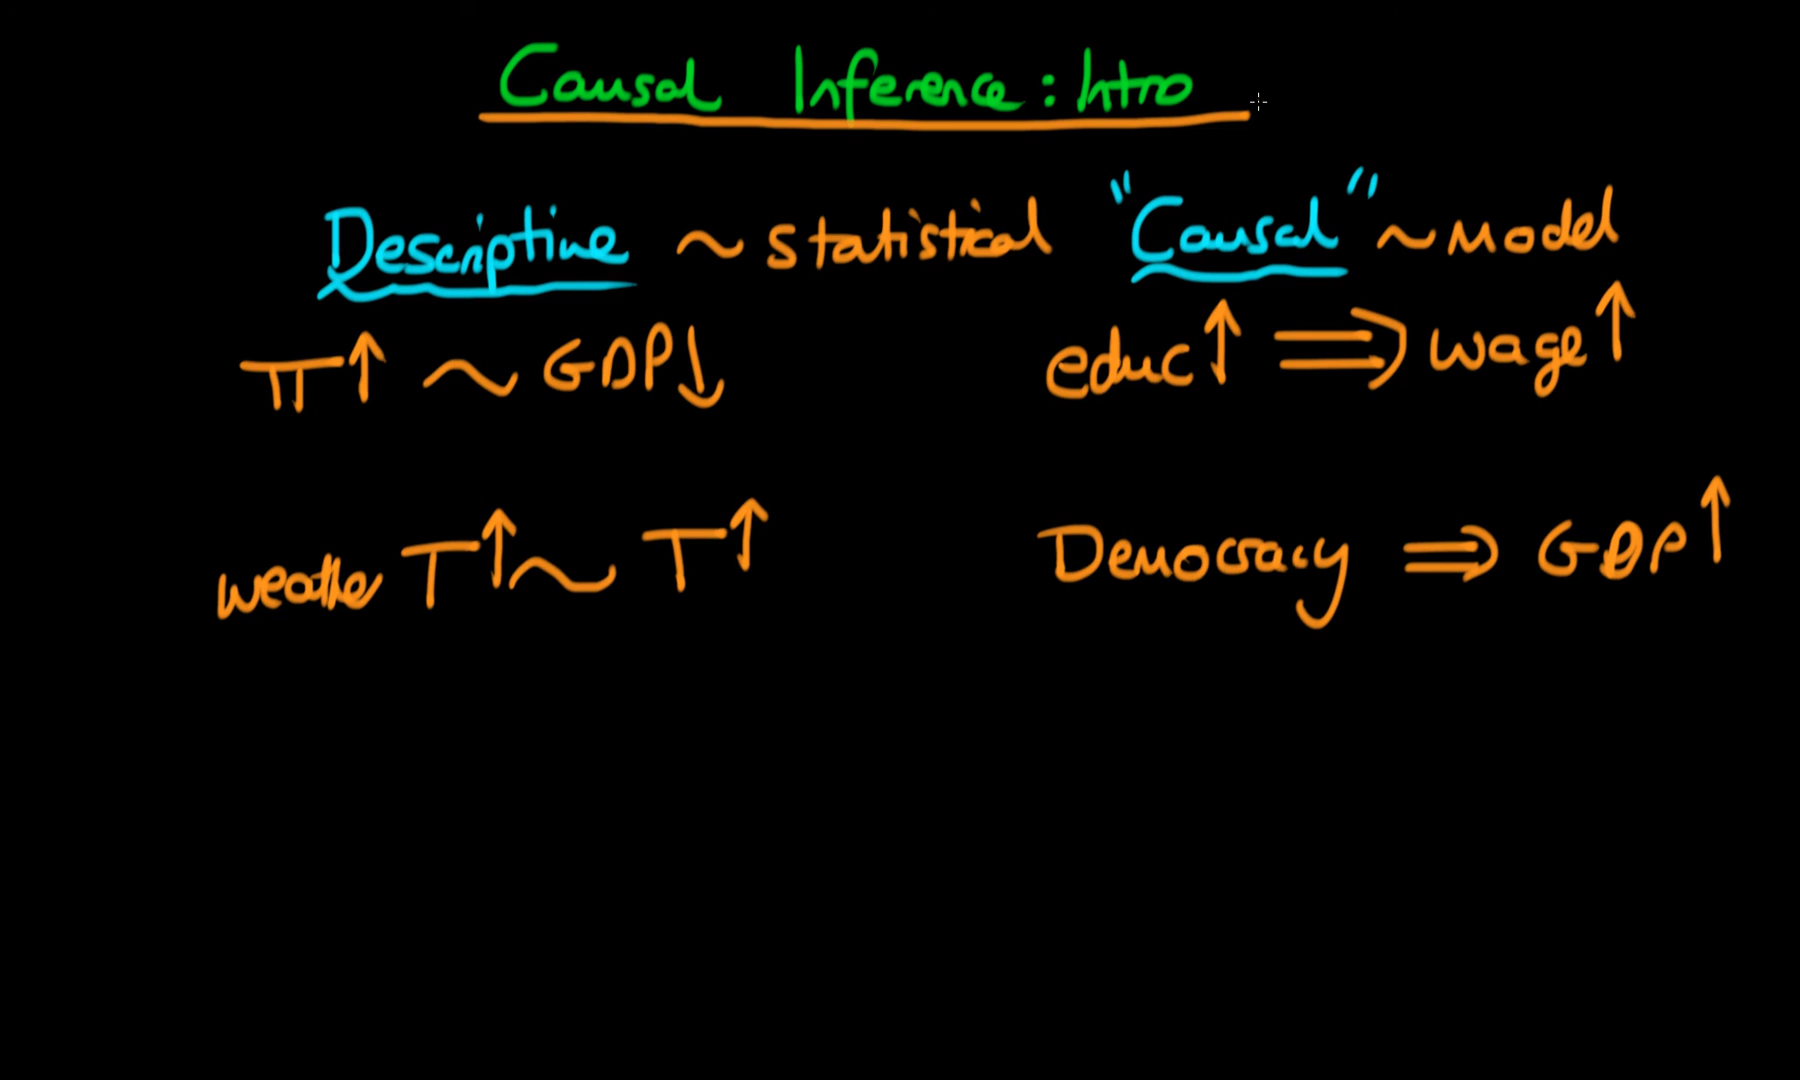 Causal Inference: Intro
Descriptive ~ statistical "Causal" ~ Model
π↑ ~ GDP↓ educ↑ ⇒ wage↑
weather T↑ ~ T↑ Democracy ⇒ GDP↑